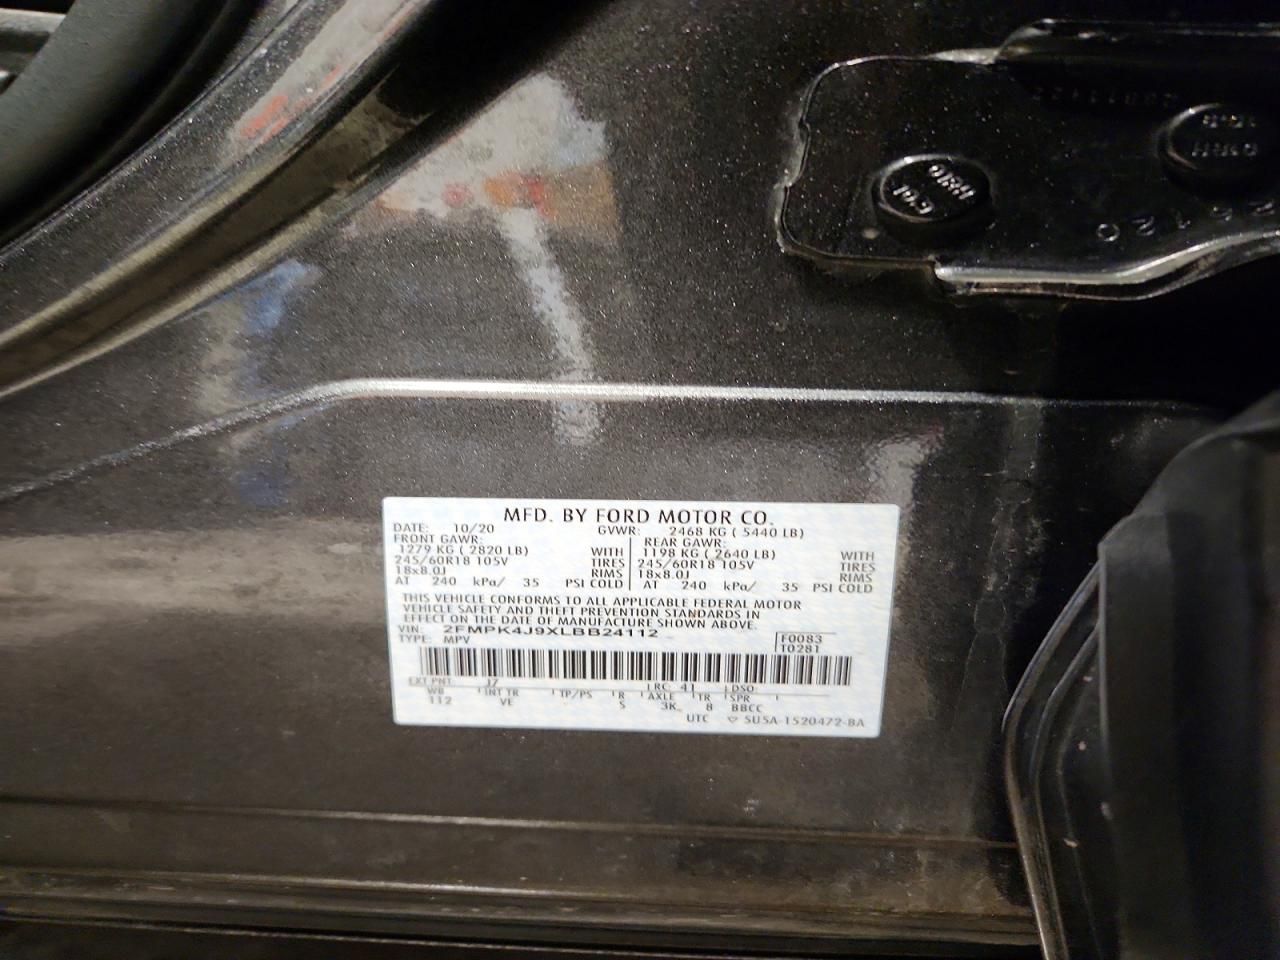 MFD. BY FORD MOTOR CO.
DATE: 10/20 GVWR: 2468 KG ( 5440 LB)
FRONT GAWR: REAR GAWR:
1279 KG ( 2820 LB) WITH 1198 KG ( 2640 LB) WITH
245/60R18 105V TIRES 245/60R18 105V TIRES
18x8.0J RIMS 18x8.0J RIMS
AT 240 kPa/ 35 PSI COLD AT 240 kPa/ 35 PSI COLD
THIS VEHICLE CONFORMS TO ALL APPLICABLE FEDERAL MOTOR
VEHICLE SAFETY AND THEFT PREVENTION STANDARDS IN
EFFECT ON THE DATE OF MANUFACTURE SHOWN ABOVE.
VIN: 2FMPK4J9XLBB24112 F0083
TYPE: MPV T0281
EXT PNT: J7 RC: 41 DSO:
WB INT TR TP/PS R AXLE TR SPR
112 VE S 3K 8 BBCC
UTC ▽ SU5A-1520472-BA